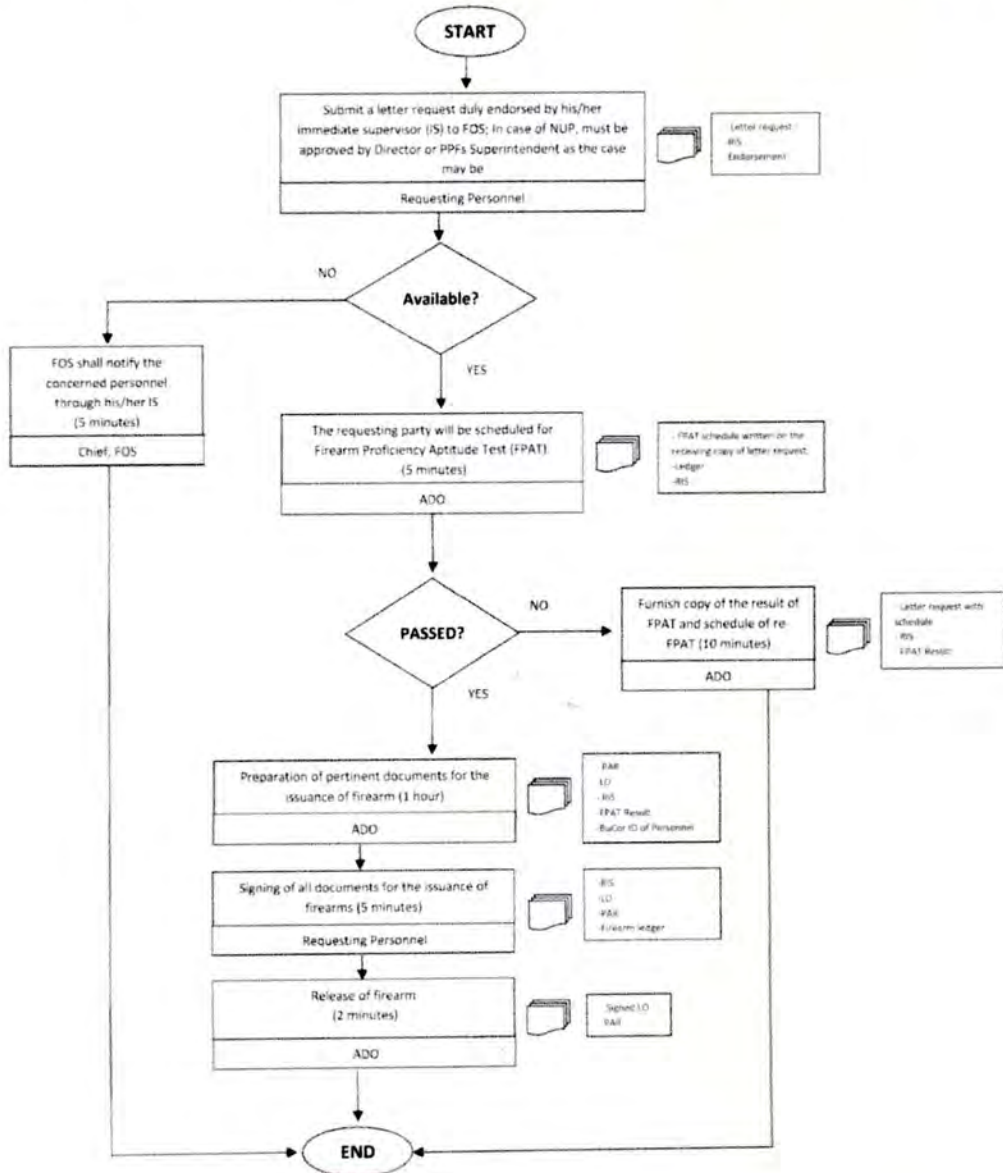 START
Submit a letter request duly endorsed by his/her
immediate supervisor (IS) to FOS; In case of NUP, must be
approved by Director or PPFs Superintendent as the case
may be
Requesting Personnel
- Letter request
-RIS
Endorsement
NO
Available?
YES
FOS shall notify the
concerned personnel
through his/her IS
(5 minutes)
Chief, FOS
The requesting party will be scheduled for
Firearm Proficiency Aptitude Test (FPAT)
(5 minutes)
ADO
- FPAT schedule written on the
receiving copy of letter request.
-Ledger
-RIS
PASSED?
NO
YES
Furnish copy of the result of
FPAT and schedule of re-
FPAT (10 minutes)
ADO
- Letter request with
schedule
- RIS
- FPAT Result
Preparation of pertinent documents for the
issuance of firearm (1 hour)
ADO
- PAR
-LO
- RIS
-FPAT Result
-BuCor ID of Personnel
Signing of all documents for the issuance of
firearms (5 minutes)
Requesting Personnel
-RIS
-LO
-PAR
-Firearm ledger
Release of firearm
(2 minutes)
ADO
Signed LO
PAR
END